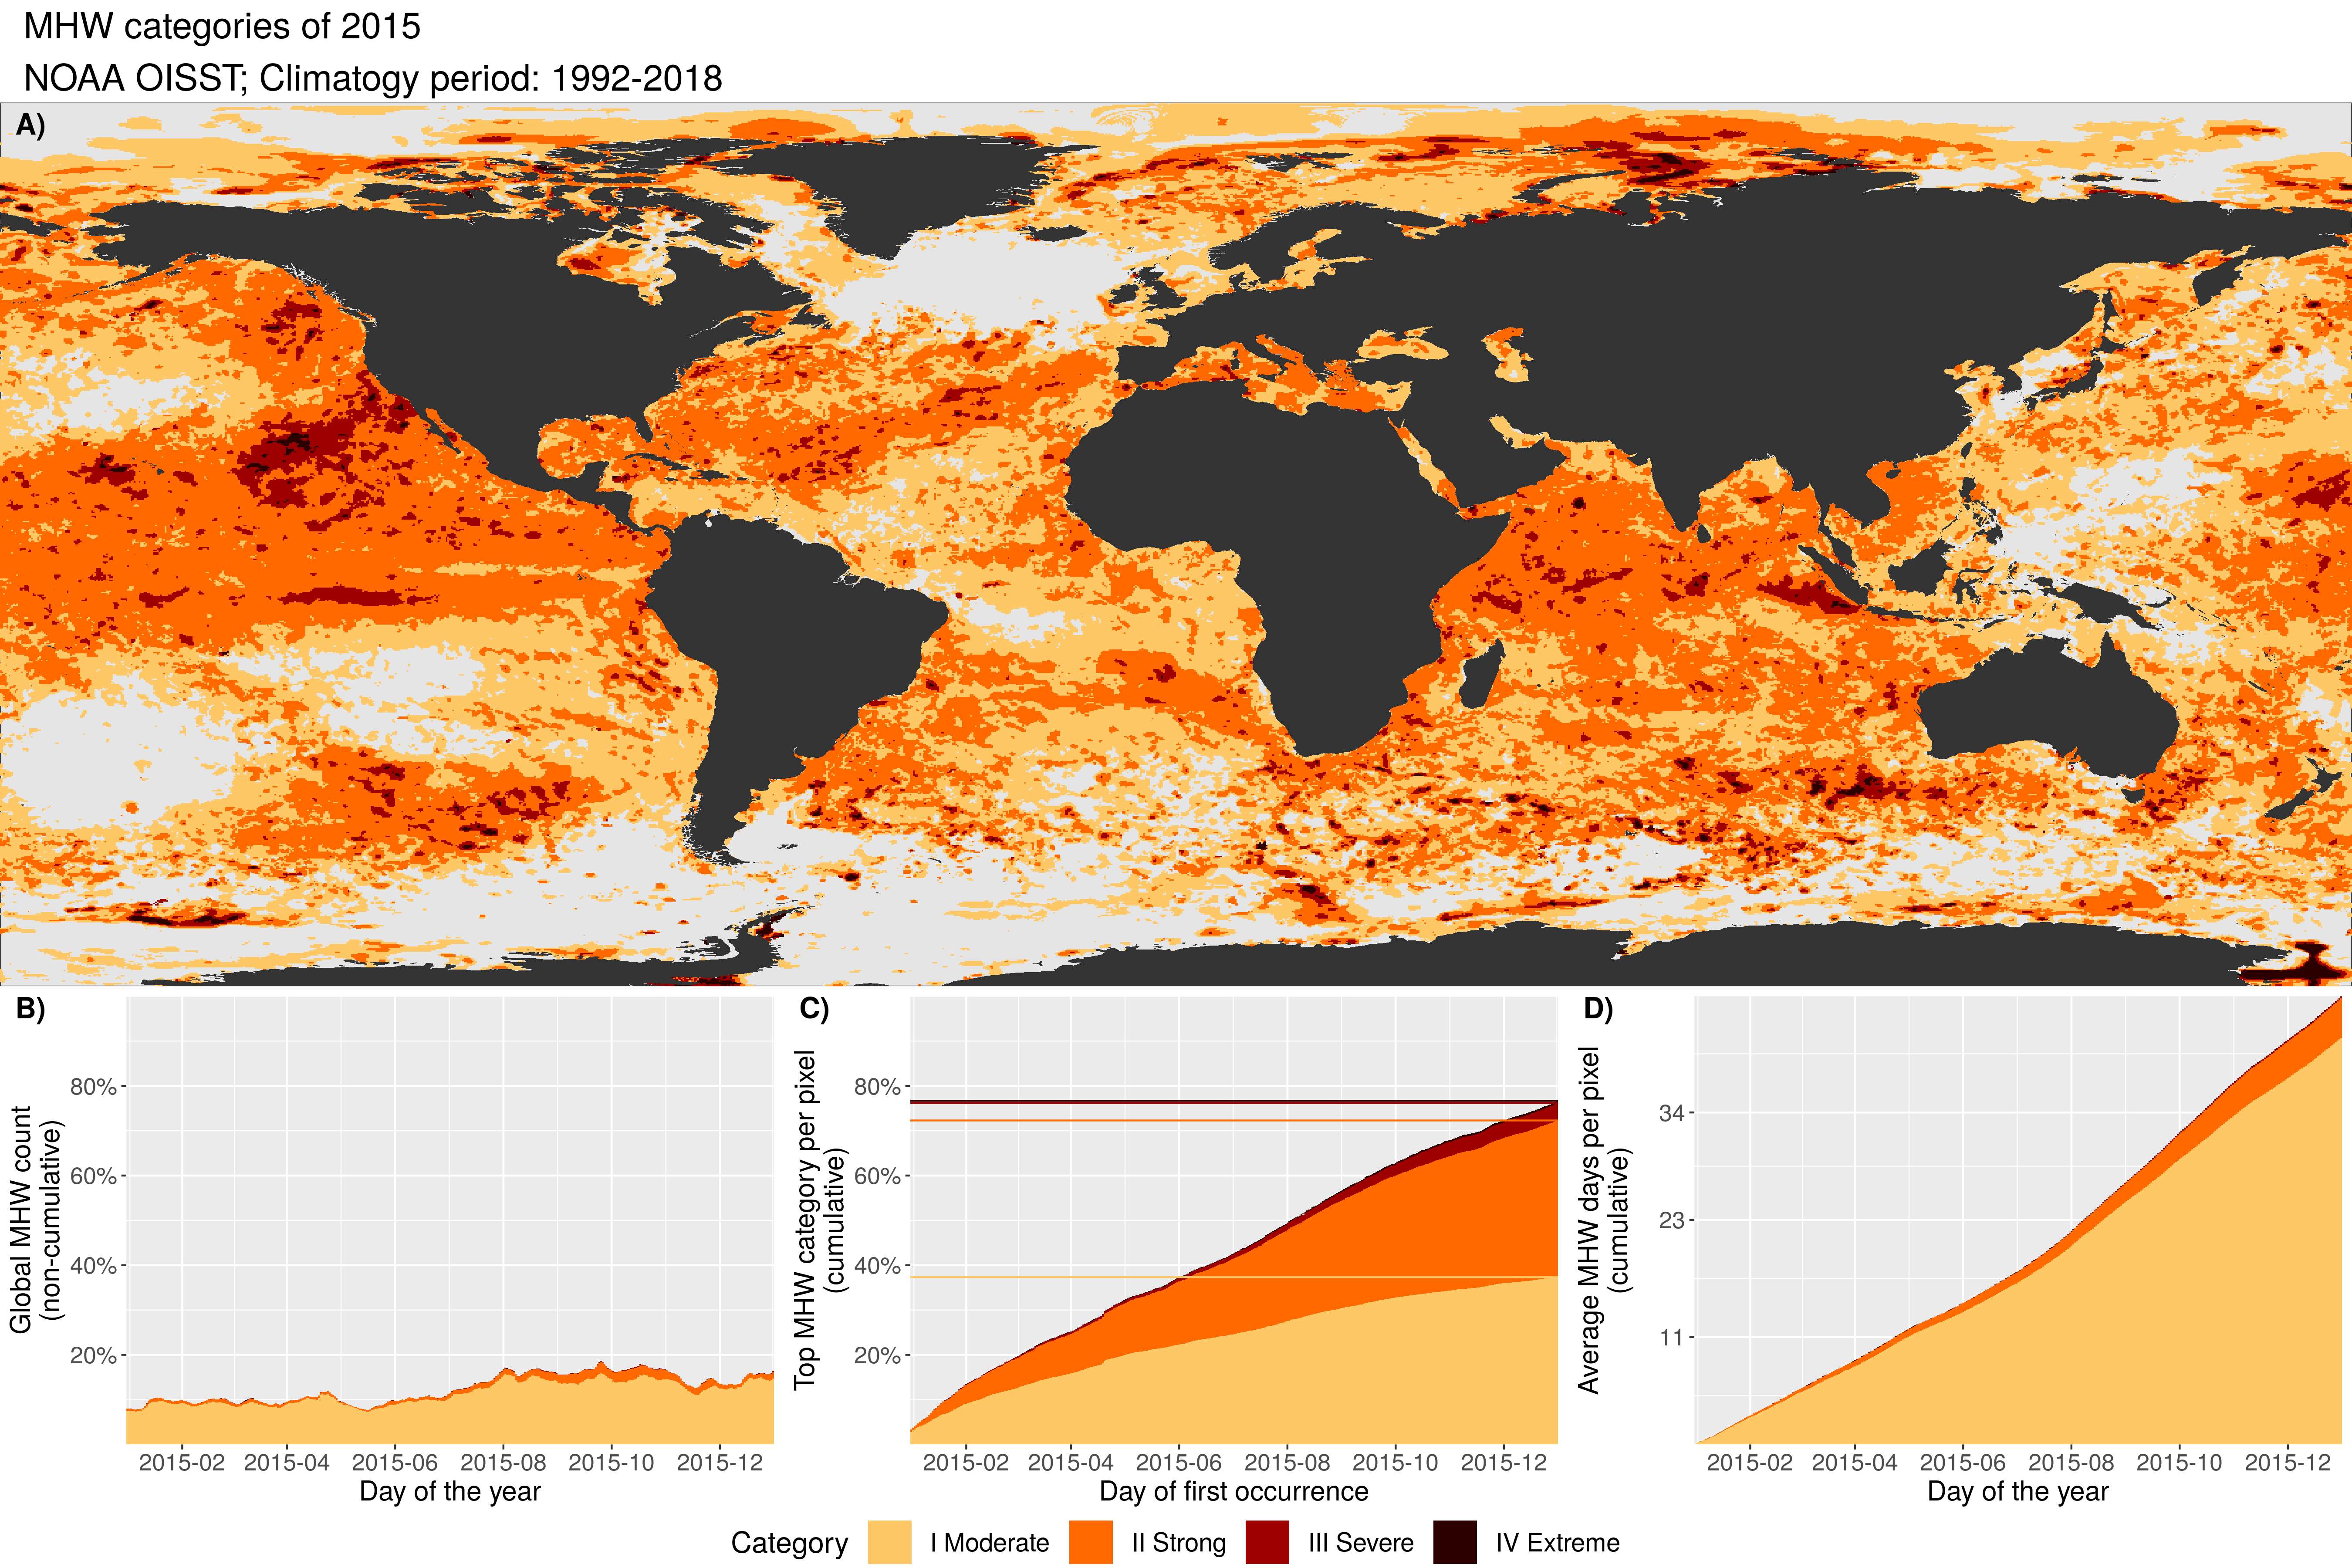 MHW categories of 2015
NOAA OISST; Climatogy period: 1992-2018
A)
B)
Global MHW count
(non-cumulative)
80%
60%
40%
20%
2015-02 2015-04 2015-06 2015-08 2015-10 2015-12
Day of the year
C)
Top MHW category per pixel
(cumulative)
80%
60%
40%
20%
2015-02 2015-04 2015-06 2015-08 2015-10 2015-12
Day of first occurrence
D)
Average MHW days per pixel
(cumulative)
34
23
11
2015-02 2015-04 2015-06 2015-08 2015-10 2015-12
Day of the year
Category I Moderate II Strong III Severe IV Extreme